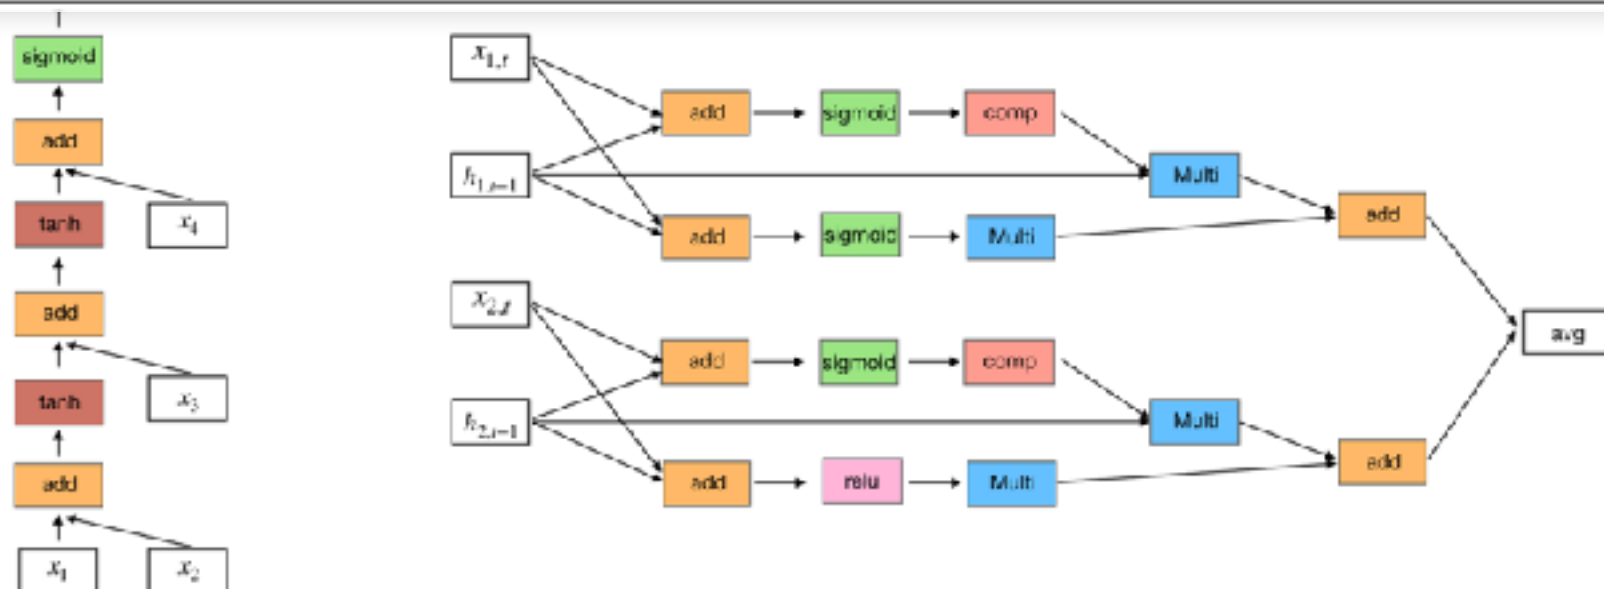 sigmoid
add
tanh
x4
add
tanh
x3
add
x1
x2
x1,t
add
sigmoid
comp
h1,t−1
Multi
add
sigmoid
Multi
add
x2,t
add
sigmoid
comp
avg
h2,t−1
Multi
add
relu
Multi
add